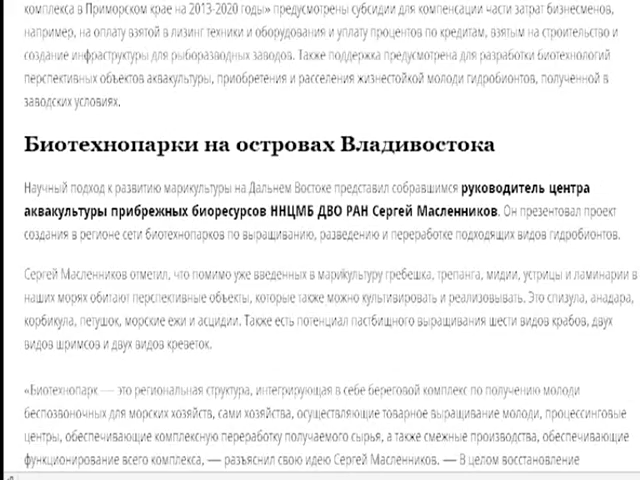 комплекса в Приморском крае на 2013-2020 годы» предусмотрены субсидии для компенсации части затрат бизнесменов,
например, на оплату взятой в лизинг техники и оборудования и уплату процентов по кредитам, взятым на строительство и
создание инфраструктуры для рыборазводных заводов. Также поддержка предусмотрена для разработки биотехнологий
перспективных объектов аквакультуры, приобретения и расселения жизнестойкой молоди гидробионтов, полученной в
заводских условиях.
Биотехнопарки на островах Владивостока
Научный подход к развитию марикультуры на Дальнем Востоке представил собравшимся руководитель центра
аквакультуры прибрежных биоресурсов ННЦМБ ДВО РАН Сергей Масленников. Он презентовал проект
создания в регионе сети биотехнопарков по выращиванию, разведению и переработке подходящих видов гидробионтов.
Сергей Масленников отметил, что помимо уже введенных в марикультуру гребешка, трепанга, мидии, устрицы и ламинарии в
наших морях обитают перспективные объекты, которые также можно культивировать и реализовывать. Это спизула, анадара,
корбикула, петушок, морские ежи и асцидии. Также есть потенциал пастбищного выращивания шести видов крабов, двух
видов шримсов и двух видов креветок.
«Биотехнопарк — это региональная структура, интегрирующая в себе береговой комплекс по получению молоди
беспозвоночных для морских хозяйств, сами хозяйства, осуществляющие товарное выращивание молоди, процессинговые
центры, обеспечивающие комплексную переработку получаемого сырья, а также смежные производства, обеспечивающие
функционирование всего комплекса, — разъяснил свою идею Сергей Масленников. — В целом восстановление